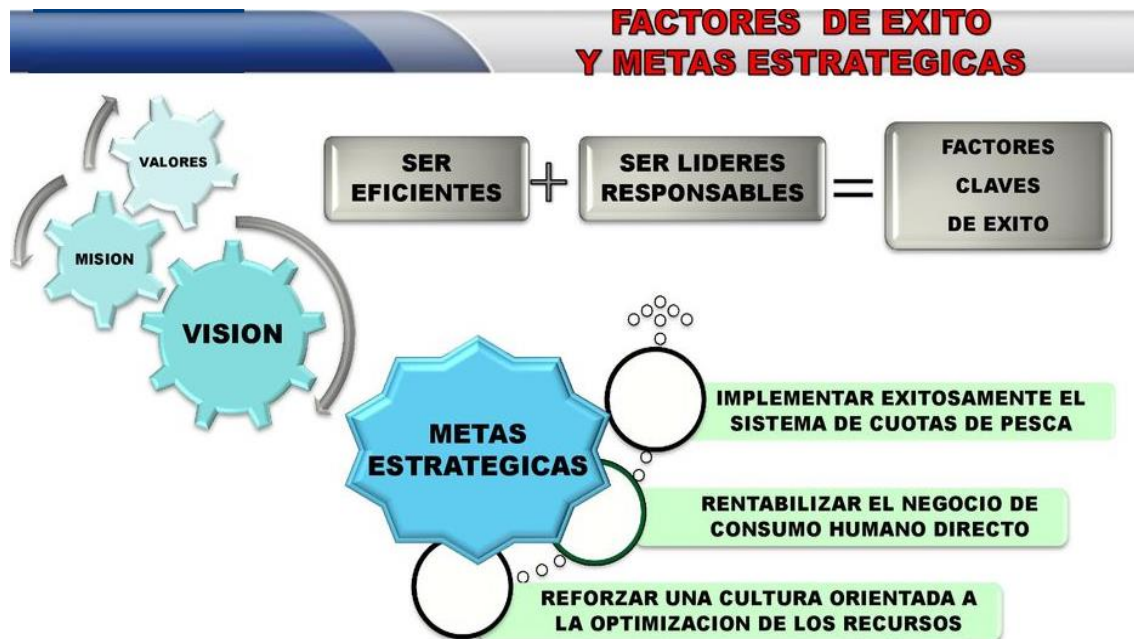 FACTORES DE EXITO
Y METAS ESTRATEGICAS
VALORES
MISION
VISION
SER
EFICIENTES
+
SER LIDERES
RESPONSABLES
=
FACTORES
CLAVES
DE EXITO
METAS
ESTRATEGICAS
IMPLEMENTAR EXITOSAMENTE EL
SISTEMA DE CUOTAS DE PESCA
RENTABILIZAR EL NEGOCIO DE
CONSUMO HUMANO DIRECTO
REFORZAR UNA CULTURA ORIENTADA A
LA OPTIMIZACION DE LOS RECURSOS